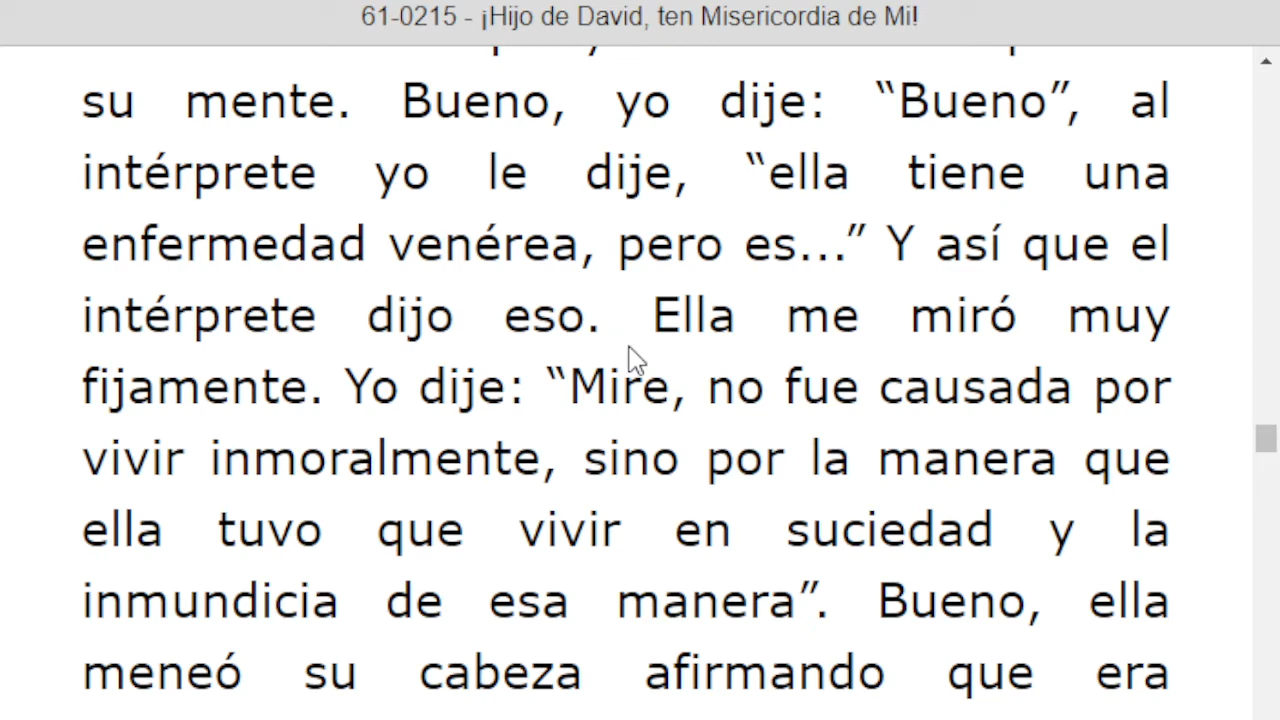 61-0215 - ¡Hijo de David, ten Misericordia de Mi!
su mente. Bueno, yo dije: “Bueno”, al
intérprete yo le dije, “ella tiene una
enfermedad venérea, pero es...” Y así que el
intérprete dijo eso. Ella me miró muy
fijamente. Yo dije: “Mire, no fue causada por
vivir inmoralmente, sino por la manera que
ella tuvo que vivir en suciedad y la
inmundicia de esa manera”. Bueno, ella
meneó su cabeza afirmando que era